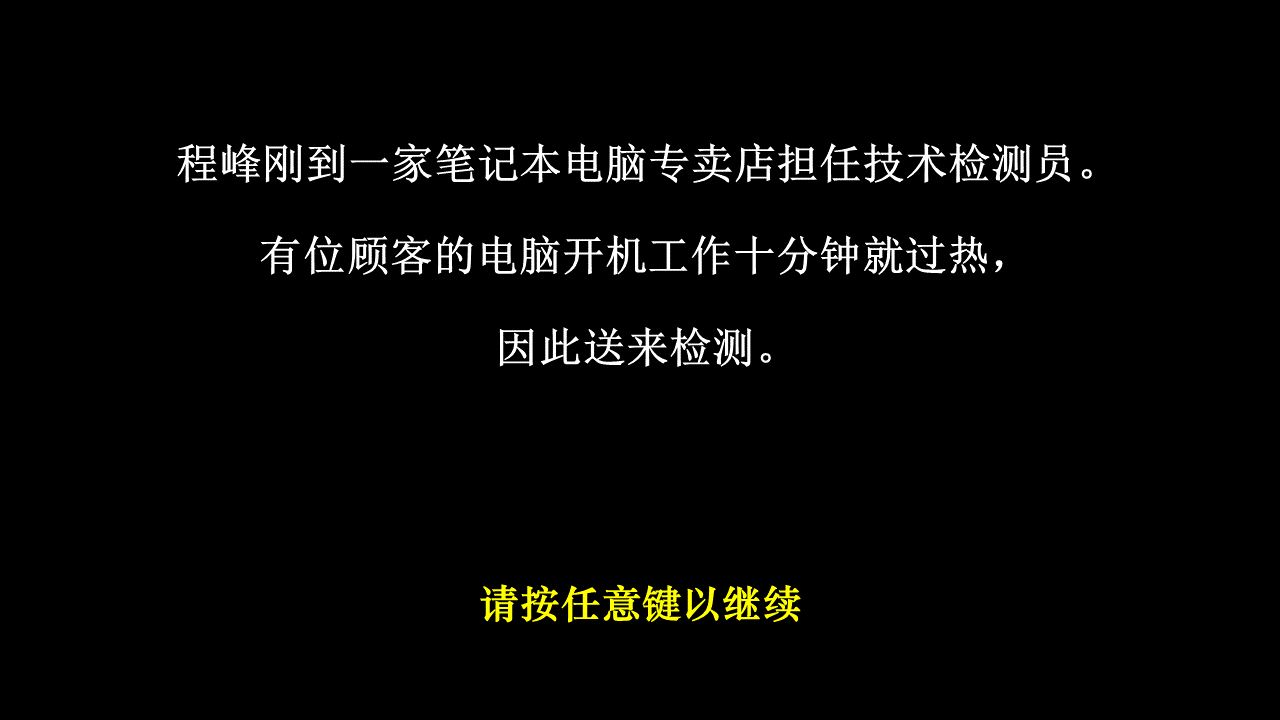 程峰刚到一家笔记本电脑专卖店担任技术检测员。
有位顾客的电脑开机工作十分钟就过热，
因此送来检测。
请按任意键以继续